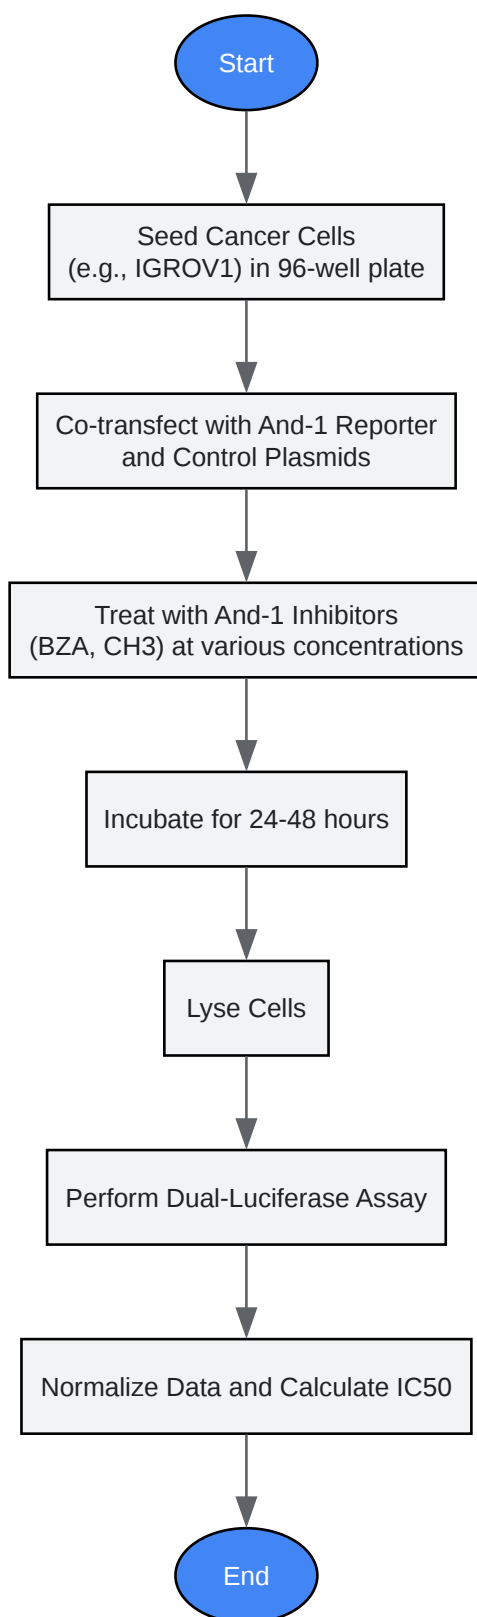 Start
Seed Cancer Cells
(e.g., IGROV1) in 96-well plate
Co-transfect with And-1 Reporter
and Control Plasmids
Treat with And-1 Inhibitors
(BZA, CH3) at various concentrations
Incubate for 24-48 hours
Lyse Cells
Perform Dual-Luciferase Assay
Normalize Data and Calculate IC50
End